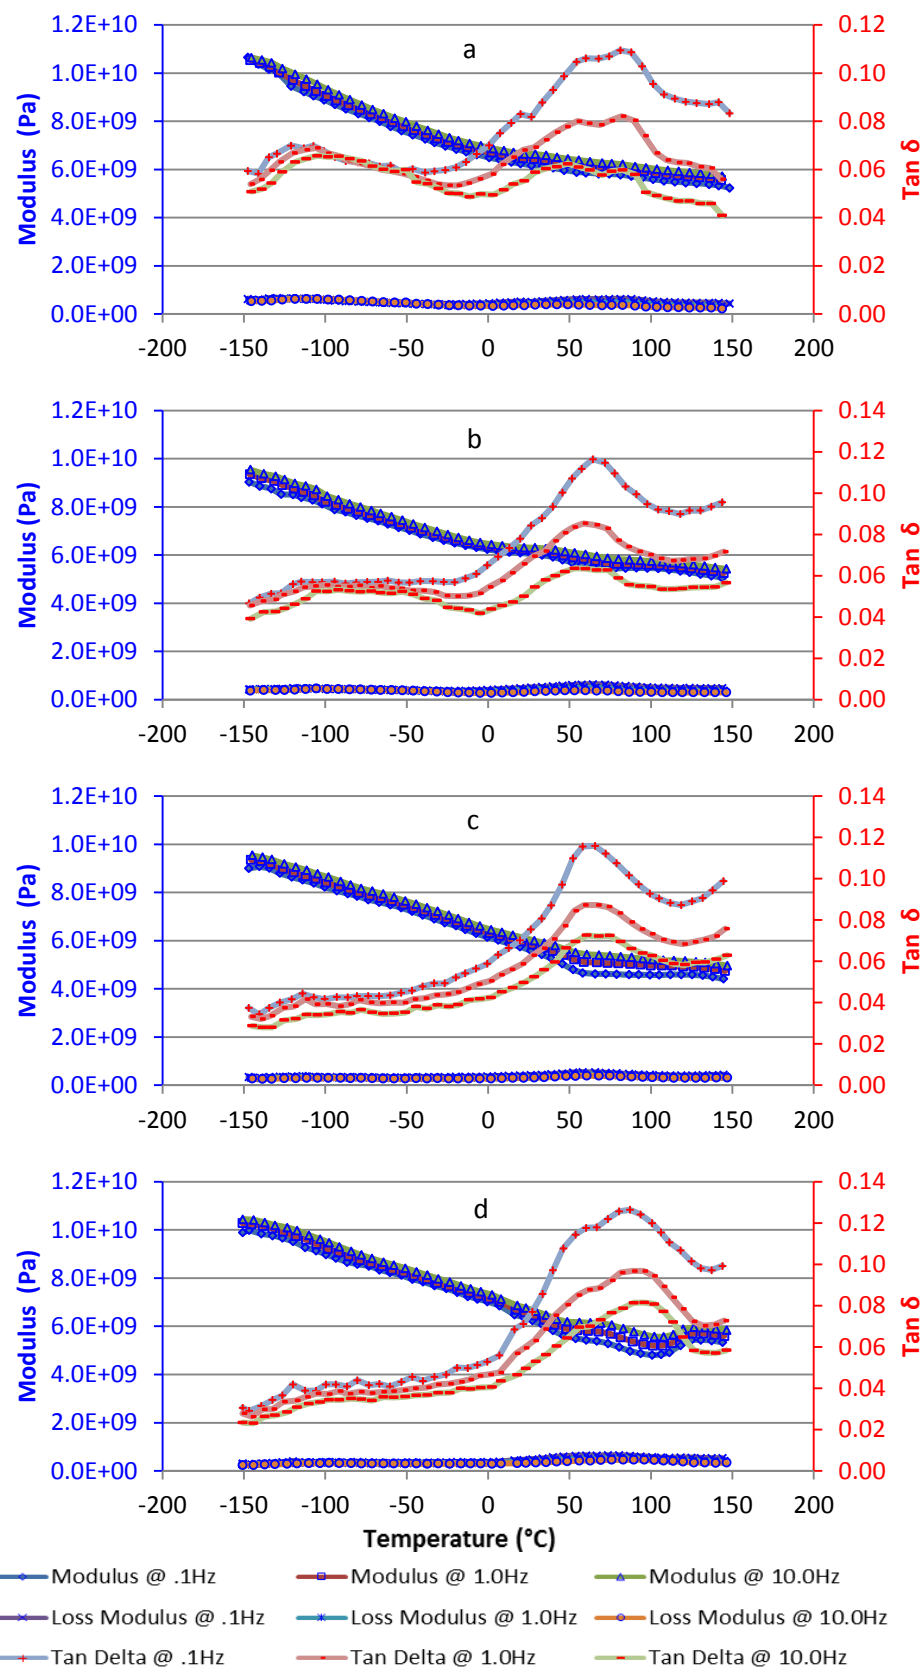 a
1.2E+10
1.0E+10
8.0E+09
6.0E+09
4.0E+09
2.0E+09
0.0E+00
Modulus (Pa)
0.12
0.10
0.08
0.06
0.04
0.02
0.00
Tan δ
-200 -150 -100 -50 0 50 100 150 200
b
1.2E+10
1.0E+10
8.0E+09
6.0E+09
4.0E+09
2.0E+09
0.0E+00
Modulus (Pa)
0.14
0.12
0.10
0.08
0.06
0.04
0.02
0.00
Tan δ
-200 -150 -100 -50 0 50 100 150 200
c
1.2E+10
1.0E+10
8.0E+09
6.0E+09
4.0E+09
2.0E+09
0.0E+00
Modulus (Pa)
0.14
0.12
0.10
0.08
0.06
0.04
0.02
0.00
Tan δ
-200 -150 -100 -50 0 50 100 150 200
d
1.2E+10
1.0E+10
8.0E+09
6.0E+09
4.0E+09
2.0E+09
0.0E+00
Modulus (Pa)
0.14
0.12
0.10
0.08
0.06
0.04
0.02
0.00
Tan δ
-200 -150 -100 -50 0 50 100 150 200
Temperature (°C)
Modulus @ .1Hz Modulus @ 1.0Hz Modulus @ 10.0Hz
Loss Modulus @ .1Hz Loss Modulus @ 1.0Hz Loss Modulus @ 10.0Hz
Tan Delta @ .1Hz Tan Delta @ 1.0Hz Tan Delta @ 10.0Hz